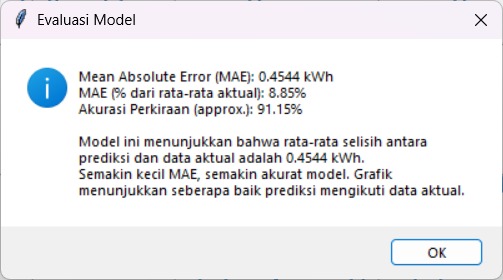 Evaluasi Model
Mean Absolute Error (MAE): 0.4544 kWh
MAE (% dari rata-rata aktual): 8.85%
Akurasi Perkiraan (approx.): 91.15%
Model ini menunjukkan bahwa rata-rata selisih antara
prediksi dan data aktual adalah 0.4544 kWh.
Semakin kecil MAE, semakin akurat model. Grafik
menunjukkan seberapa baik prediksi mengikuti data aktual.
OK